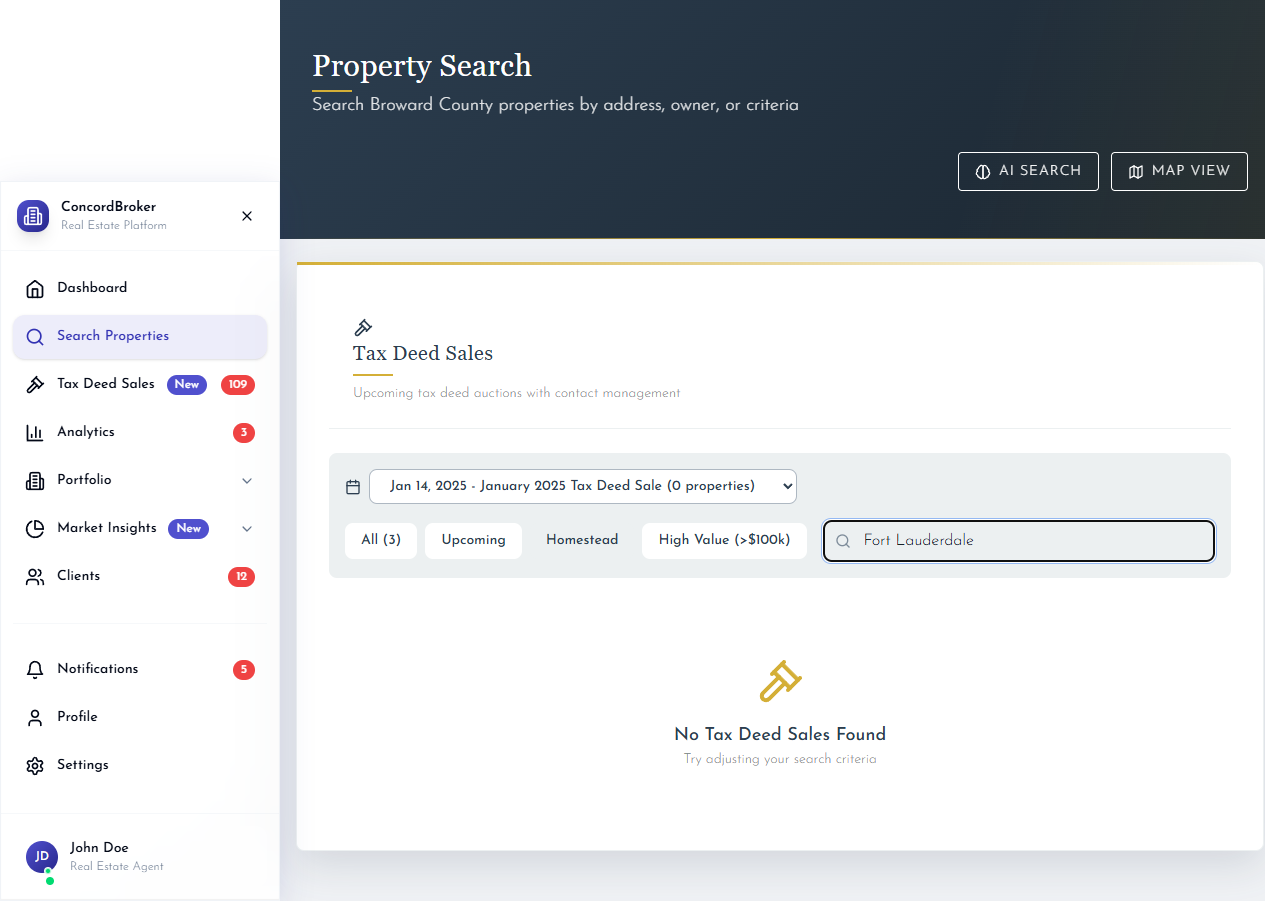 Property Search
Search Broward County properties by address, owner, or criteria
AI SEARCH
MAP VIEW
ConcordBroker
Real Estate Platform
Dashboard
Search Properties
Tax Deed Sales New 109
Analytics 3
Portfolio
Market Insights New
Clients 12
Notifications 5
Profile
Settings
JD
John Doe
Real Estate Agent
Tax Deed Sales
Upcoming tax deed auctions with contact management
Jan 14, 2025 - January 2025 Tax Deed Sale (0 properties)
All (3) Upcoming Homestead High Value (>$100k) Fort Lauderdale
No Tax Deed Sales Found
Try adjusting your search criteria